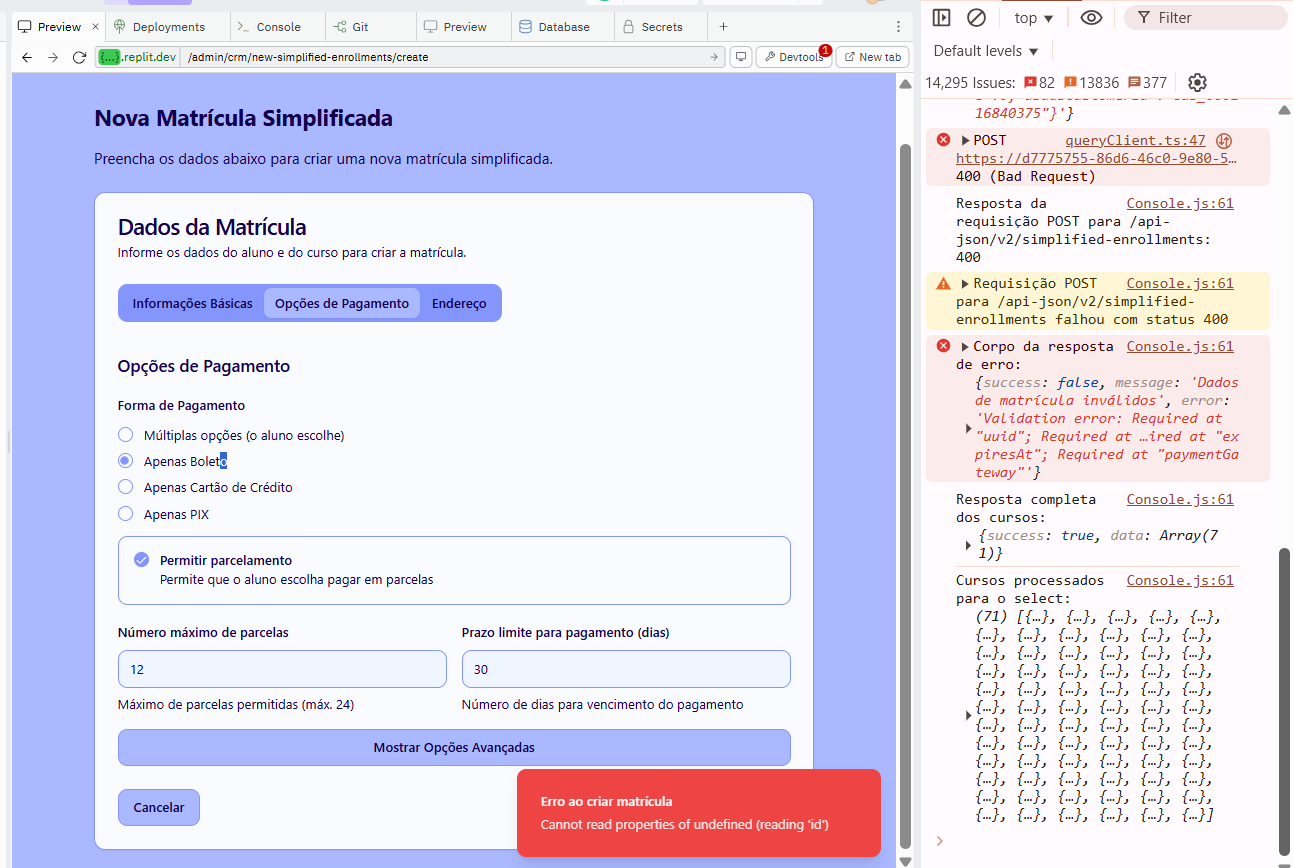 Preview × Deployments >_ Console Git Preview Database Secrets +
{...}.replit.dev /admin/crm/new-simplified-enrollments/create Devtools 1 New tab
Nova Matrícula Simplificada
Preencha os dados abaixo para criar uma nova matrícula simplificada.
Dados da Matrícula
Informe os dados do aluno e do curso para criar a matrícula.
Informações Básicas Opções de Pagamento Endereço
Opções de Pagamento
Forma de Pagamento
Múltiplas opções (o aluno escolhe)
Apenas Boleto
Apenas Cartão de Crédito
Apenas PIX
Permitir parcelamento
Permite que o aluno escolha pagar em parcelas
Número máximo de parcelas
12
Máximo de parcelas permitidas (máx. 24)
Prazo limite para pagamento (dias)
30
Número de dias para vencimento do pagamento
Mostrar Opções Avançadas
Cancelar
Erro ao criar matrícula
Cannot read properties of undefined (reading 'id')
top ▼ Filter
Default levels ▼
14,295 Issues: 82 13836 377
16840375"}'}
POST queryClient.ts:47
https://d7775755-86d6-46c0-9e80-5…
400 (Bad Request)
Resposta da Console.js:61
requisição POST para /api-
json/v2/simplified-enrollments:
400
Requisição POST Console.js:61
para /api-json/v2/simplified-
enrollments falhou com status 400
Corpo da resposta Console.js:61
de erro:
{success: false, message: 'Dados
de matrícula inválidos', error:
'Validation error: Required at
"uuid"; Required at …ired at "ex
piresAt"; Required at "paymentGa
teway"'}
Resposta completa Console.js:61
dos cursos:
{success: true, data: Array(7
1)}
Cursos processados Console.js:61
para o select:
(71) [{…}, {…}, {…}, {…}, {…},
{…}, {…}, {…}, {…}, {…}, {…},
{…}, {…}, {…}, {…}, {…}, {…},
{…}, {…}, {…}, {…}, {…}, {…},
{…}, {…}, {…}, {…}, {…}, {…},
{…}, {…}, {…}, {…}, {…}, {…},
{…}, {…}, {…}, {…}, {…}, {…},
{…}, {…}, {…}, {…}, {…}, {…},
{…}, {…}, {…}, {…}, {…}, {…},
{…}, {…}, {…}, {…}, {…}, {…},
{…}, {…}, {…}, {…}, {…}, {…},
{…}, {…}, {…}, {…}, {…}, {…}]